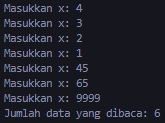 Masukkan x: 4
Masukkan x: 3
Masukkan x: 2
Masukkan x: 1
Masukkan x: 45
Masukkan x: 65
Masukkan x: 9999
Jumlah data yang dibaca: 6